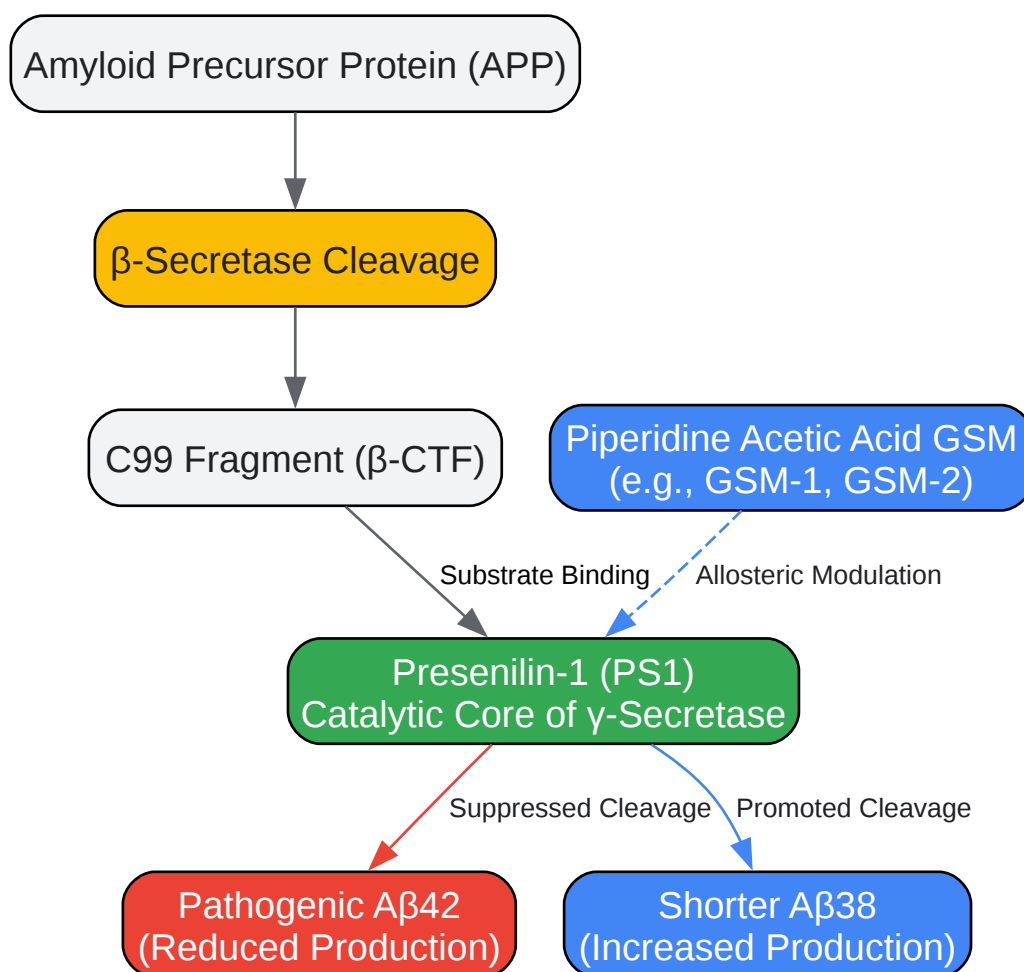 Amyloid Precursor Protein (APP)
β-Secretase Cleavage
C99 Fragment (β-CTF)
Piperidine Acetic Acid GSM
(e.g., GSM-1, GSM-2)
Substrate Binding
Allosteric Modulation
Presenilin-1 (PS1)
Catalytic Core of γ-Secretase
Suppressed Cleavage
Promoted Cleavage
Pathogenic Aβ42
(Reduced Production)
Shorter Aβ38
(Increased Production)